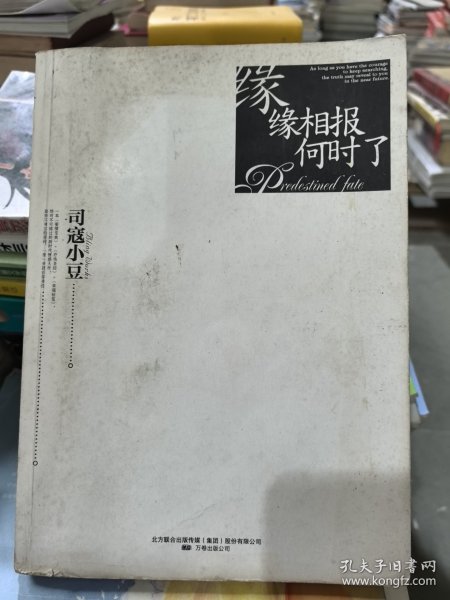 缘
缘相报
何时了
As long as you have the courage
to keep searching,
the truth may reveal to you
in the near future.
Predestined fate
司寇小豆
Bling Works
北方联合出版传媒（集团）股份有限公司
万卷出版公司
孔夫子旧书网
www.kongfz.com